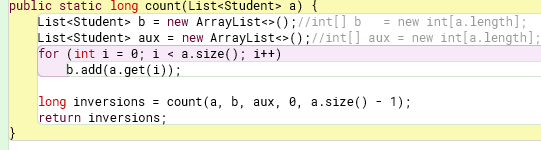 public static long count(List<Student> a) {
    List<Student> b = new ArrayList<>();//int[] b   = new int[a.length];
    List<Student> aux = new ArrayList<>();//int[] aux = new int[a.length];
    for (int i = 0; i < a.size(); i++)
        b.add(a.get(i));
    long inversions = count(a, b, aux, 0, a.size() - 1);
    return inversions;
}